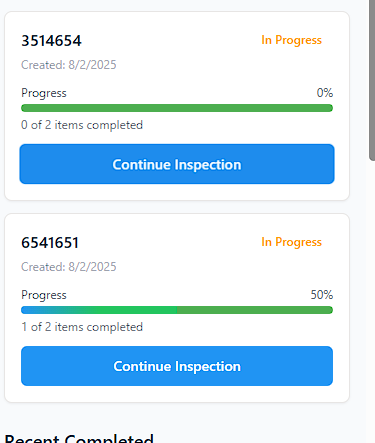 3514654 In Progress
Created: 8/2/2025
Progress 0%
0 of 2 items completed
Continue Inspection
6541651 In Progress
Created: 8/2/2025
Progress 50%
1 of 2 items completed
Continue Inspection
Recent Completed